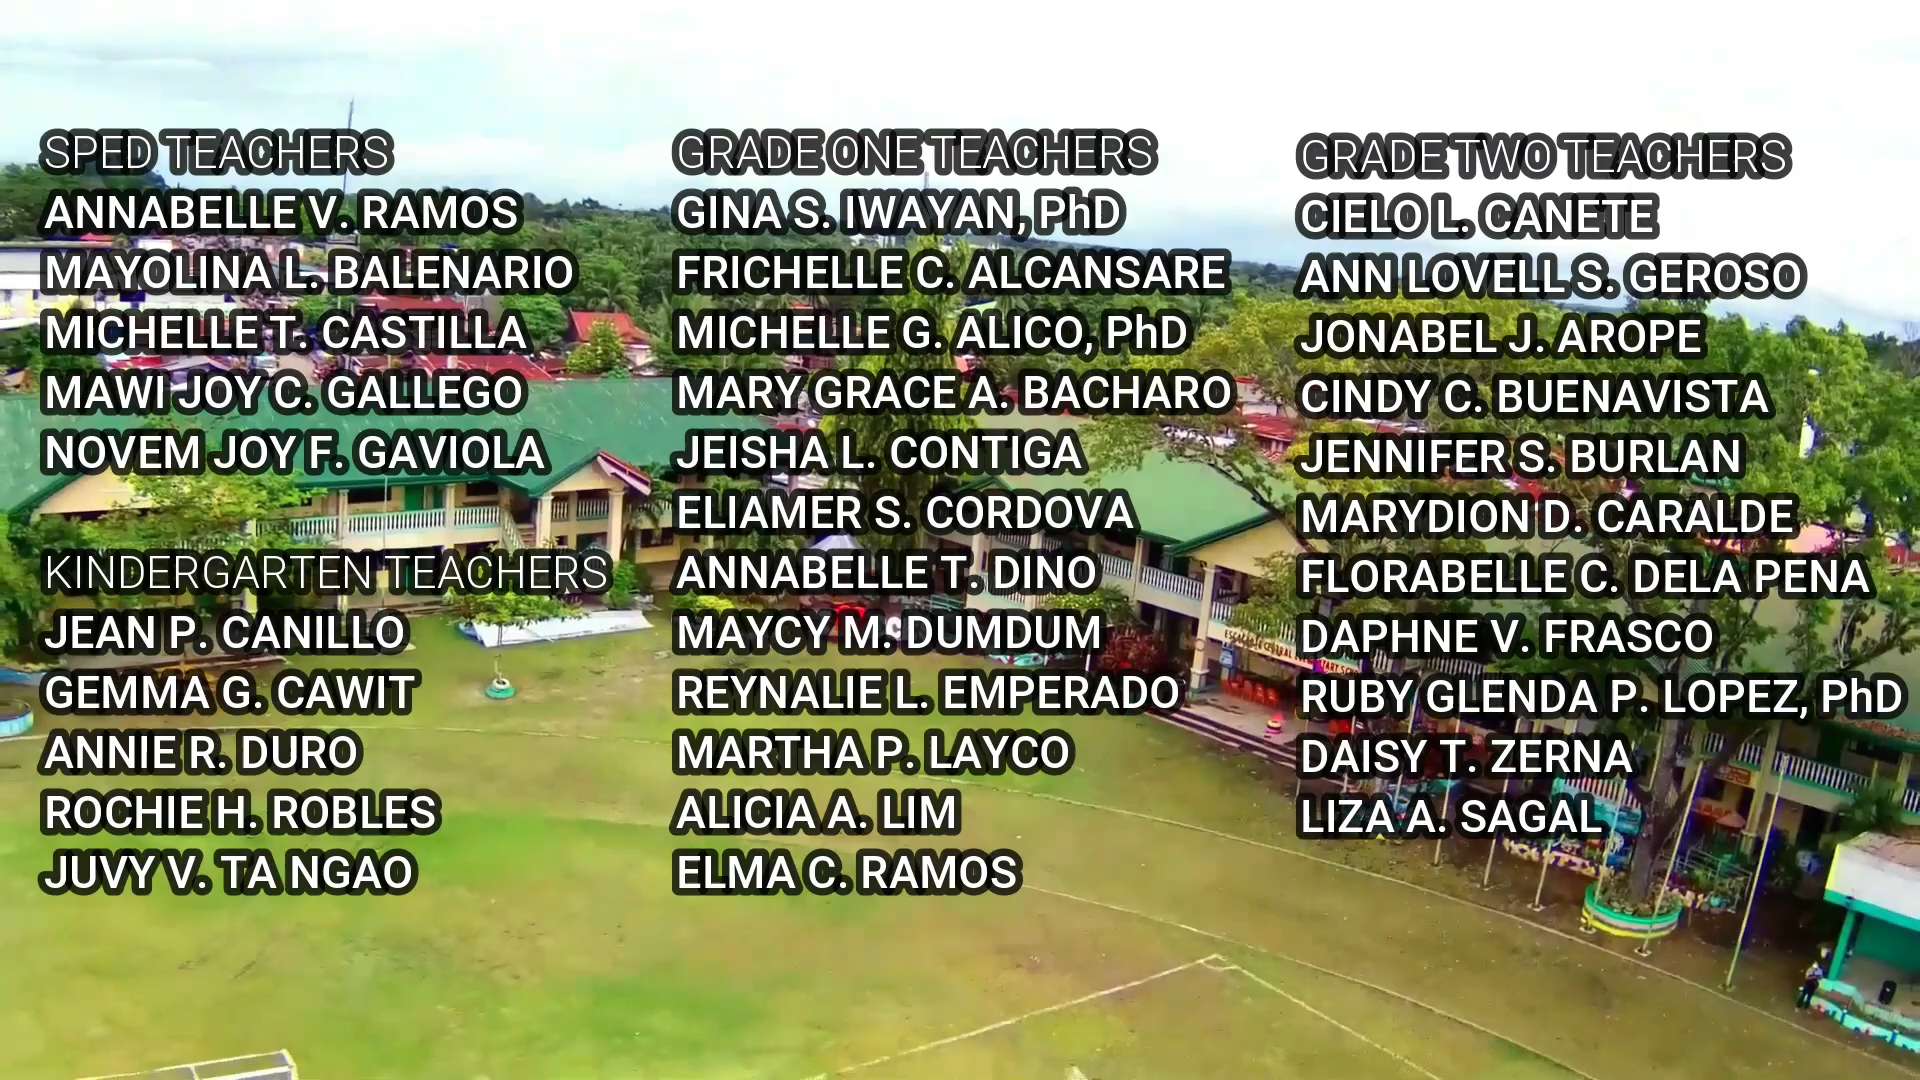 SPED TEACHERS
ANNABELLE V. RAMOS
MAYOLINA L. BALENARIO
MICHELLE T. CASTILLA
MAWI JOY C. GALLEGO
NOVEM JOY F. GAVIOLA
KINDERGARTEN TEACHERS
JEAN P. CANILLO
GEMMA G. CAWIT
ANNIE R. DURO
ROCHIE H. ROBLES
JUVY V. TA NGAO
GRADE ONE TEACHERS
GINA S. IWAYAN, PhD
FRICHELLE C. ALCANSARE
MICHELLE G. ALICO, PhD
MARY GRACE A. BACHARO
JEISHA L. CONTIGA
ELIAMER S. CORDOVA
ANNABELLE T. DINO
MAYCY M. DUMDUM
REYNALIE L. EMPERADO
MARTHA P. LAYCO
ALICIA A. LIM
ELMA C. RAMOS
GRADE TWO TEACHERS
CIELO L. CANETE
ANN LOVELL S. GEROSO
JONABEL J. AROPE
CINDY C. BUENAVISTA
JENNIFER S. BURLAN
MARYDION D. CARALDE
FLORABELLE C. DELA PENA
DAPHNE V. FRASCO
RUBY GLENDA P. LOPEZ, PhD
DAISY T. ZERNA
LIZA A. SAGAL
CENTRAL